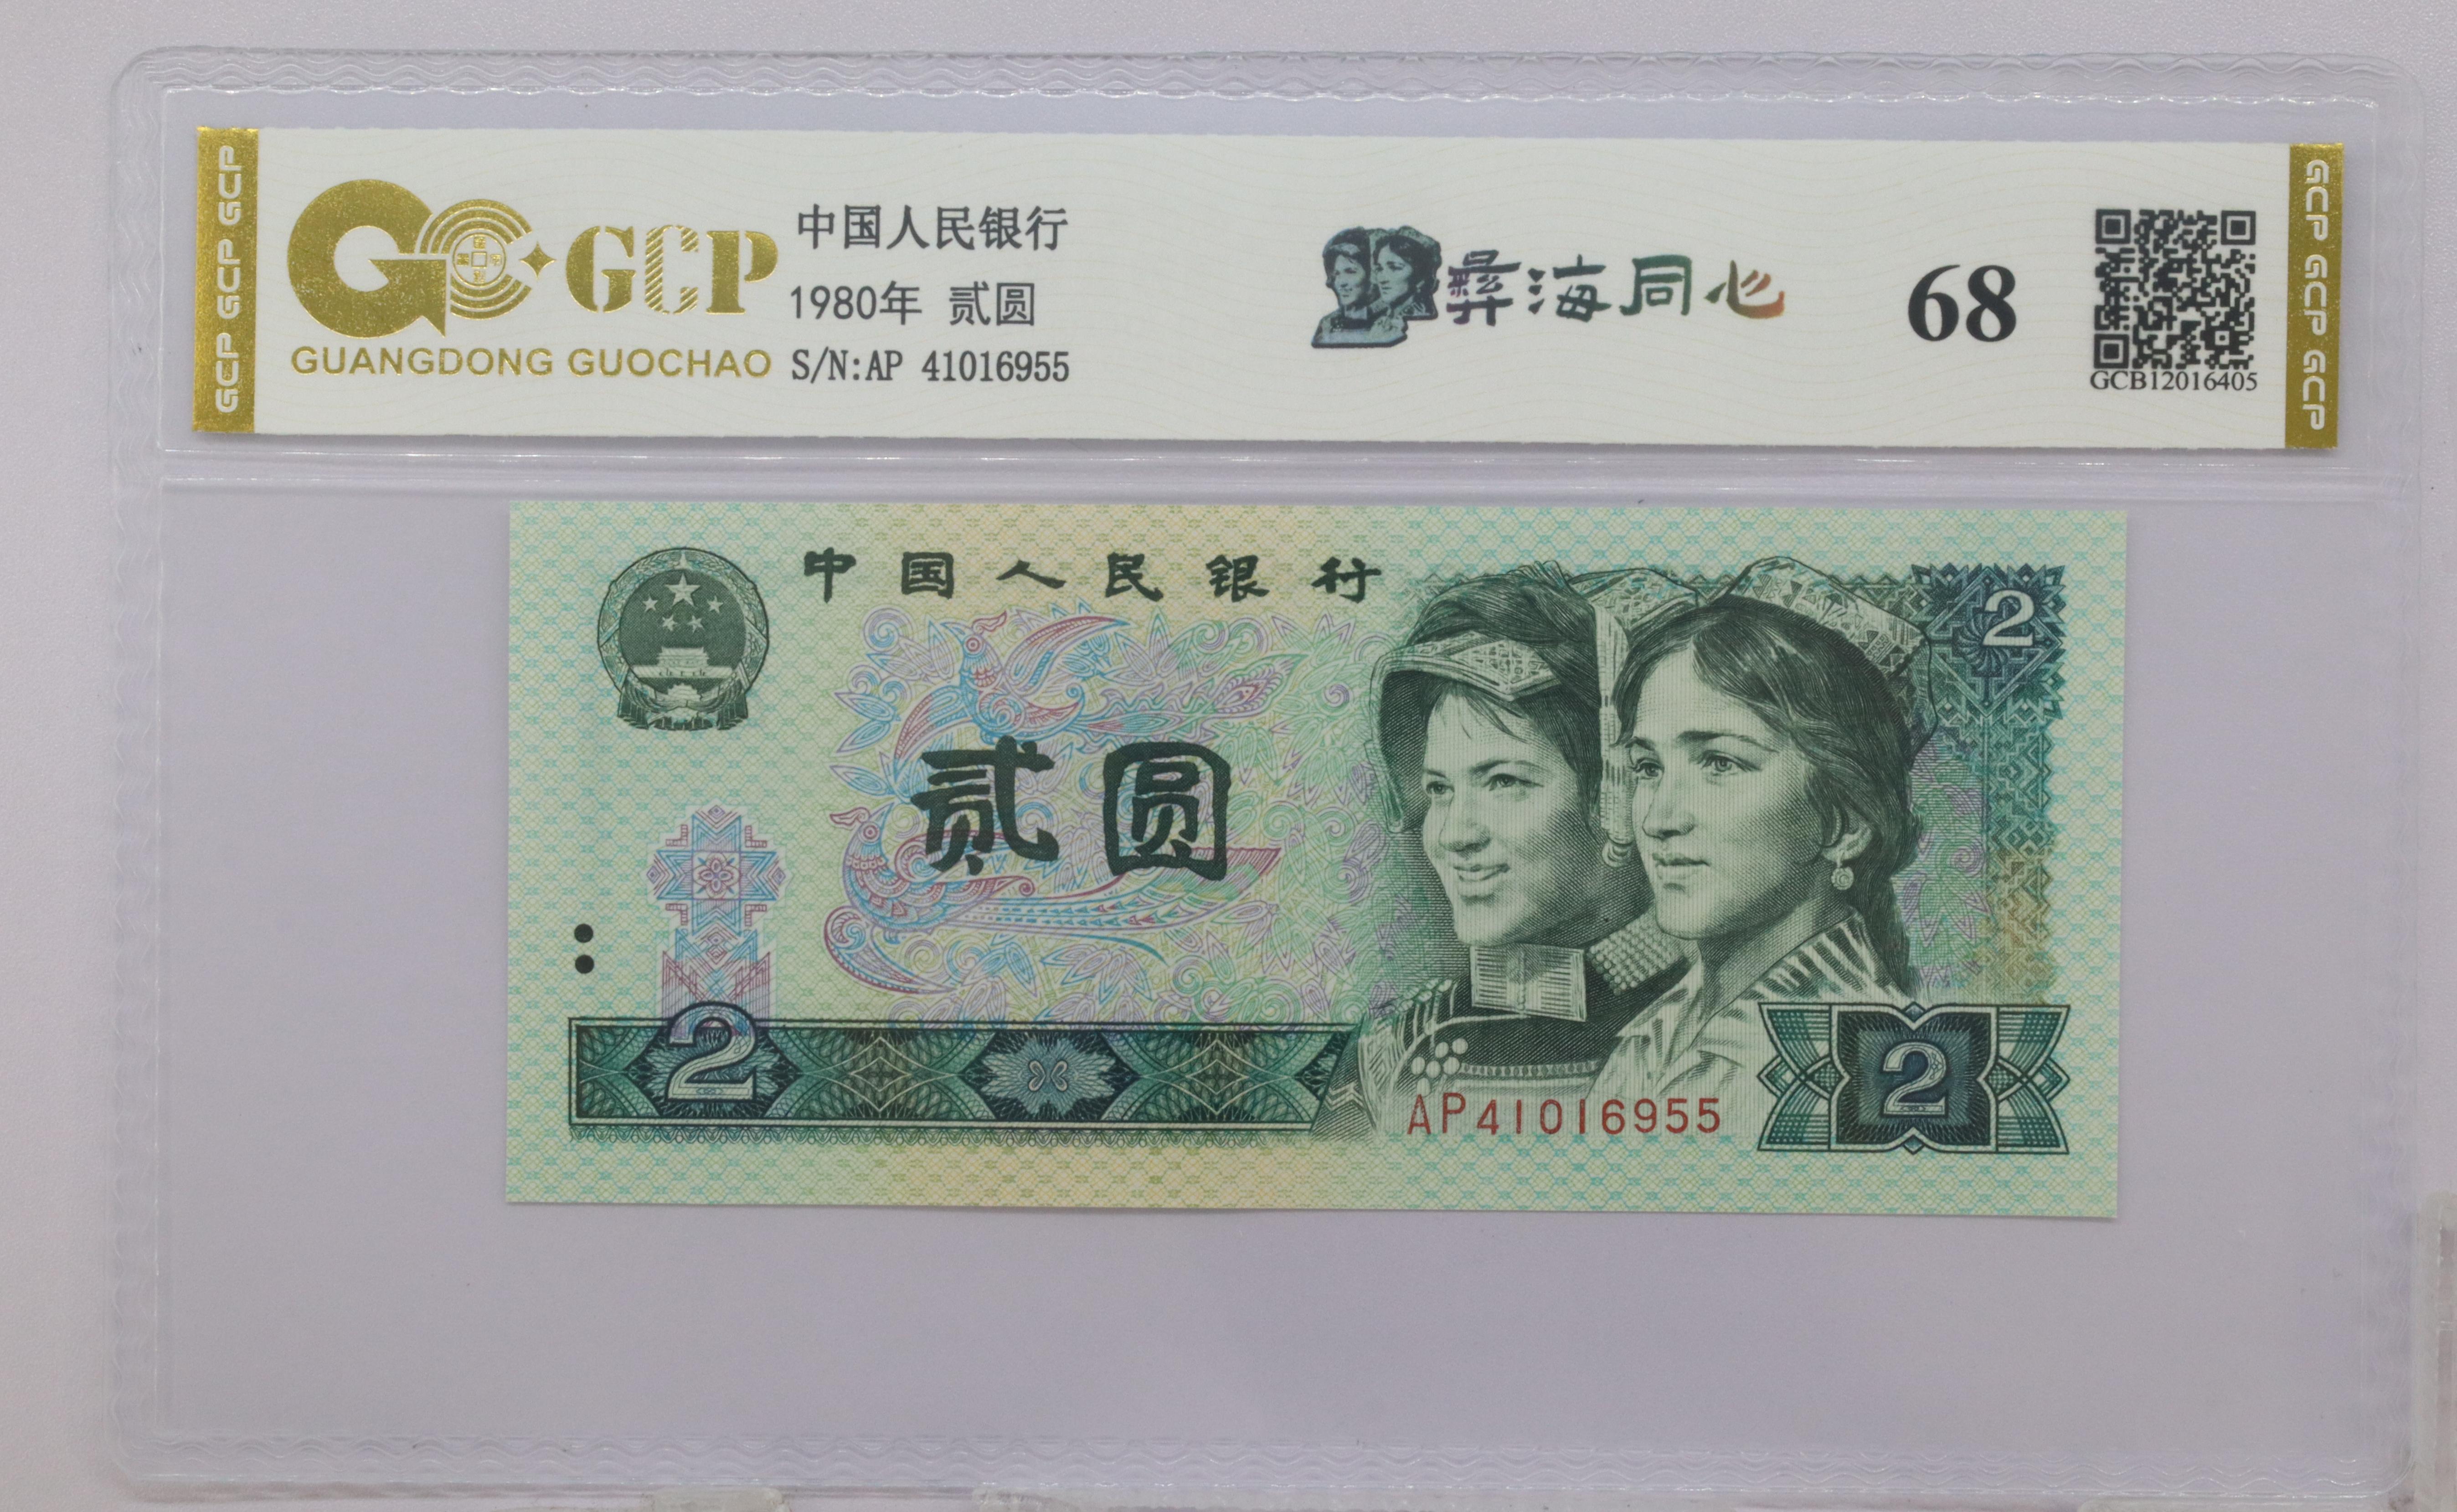 GCP GCP GCP
GCP
GUANGDONG GUOCHAO
中国人民银行
1980年 贰圆
S/N:AP 41016955
彝海同心
68
GCB12016405
GCP GCP GCP
中国人民银行
2
贰圆
2
AP41016955
2